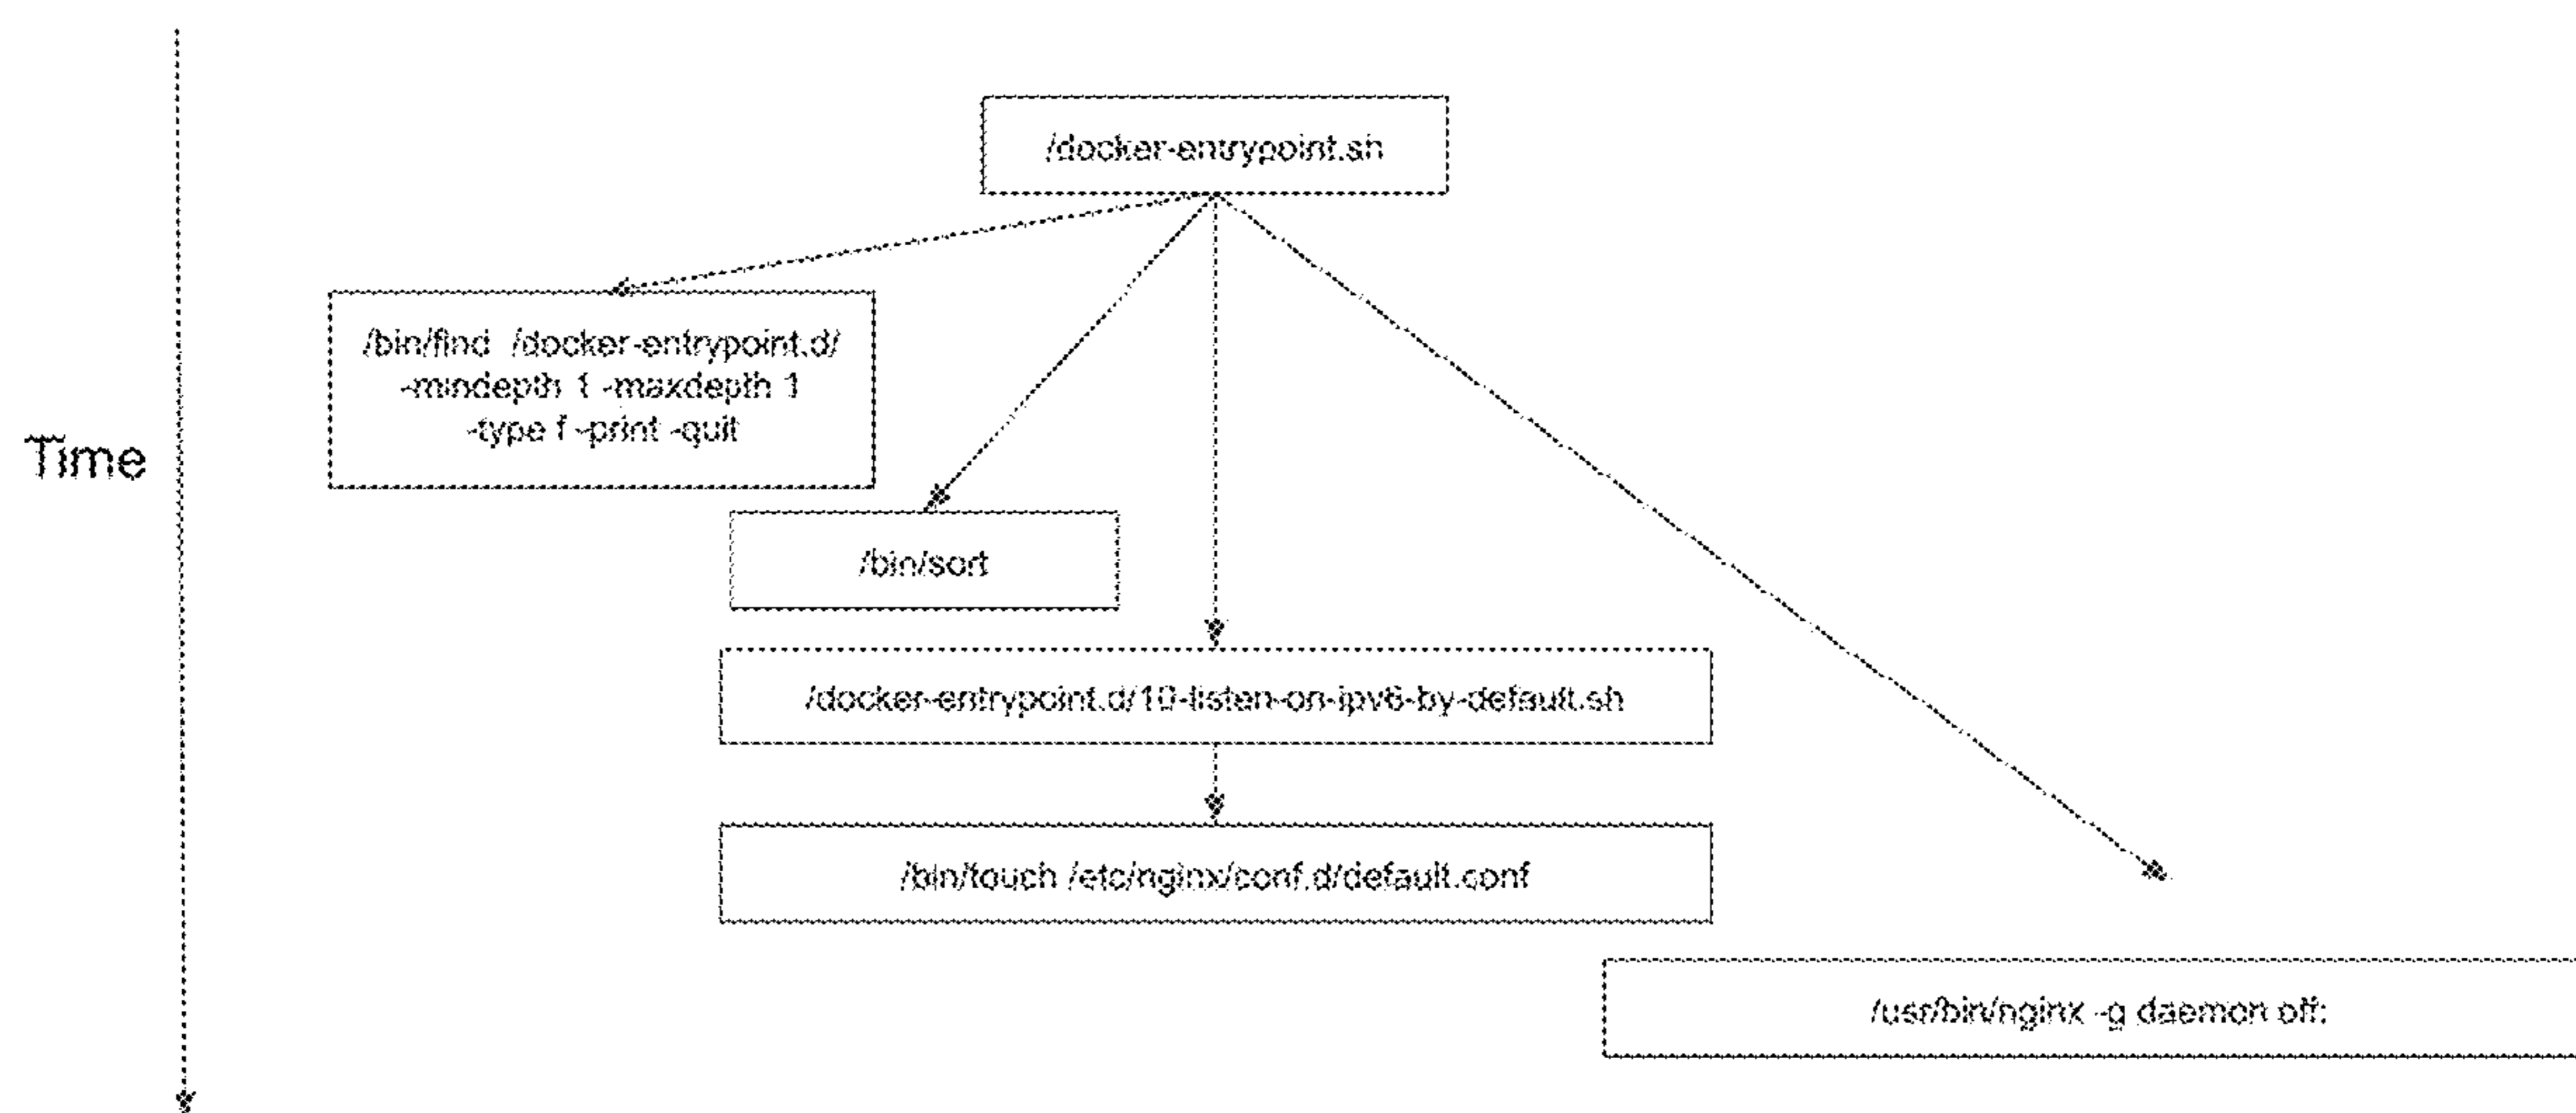 /docker-entrypoint.sh
/bin/find /docker-entrypoint.d/
-mindepth 1 -maxdepth 1
-type f -print -quit
Time
/bin/sort
/docker-entrypoint.d/10-listen-on-ipv6-by-default.sh
/bin/touch /etc/nginx/conf.d/default.conf
/usr/bin/nginx -g daemon off;